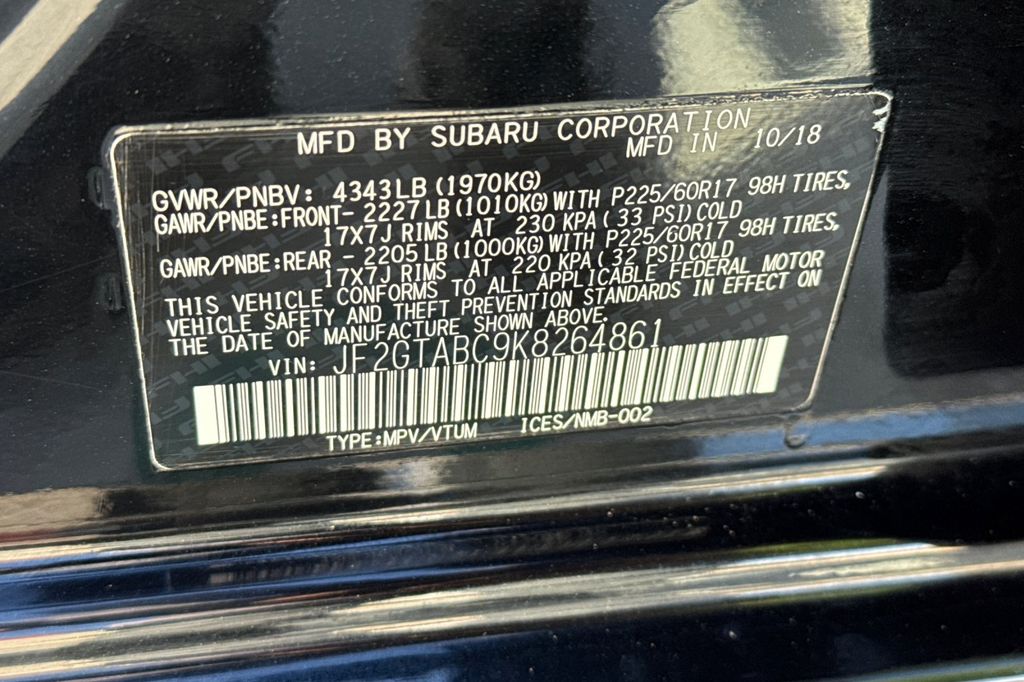 MFD BY SUBARU CORPORATION
MFD IN 10/18
GVWR/PNBV: 4343LB (1970KG)
GAWR/PNBE:FRONT- 2227LB (1010KG) WITH P225/60R17 98H TIRES,
17X7J RIMS AT 230 KPA (33 PSI) COLD
GAWR/PNBE:REAR - 2205LB (1000KG) WITH P225/60R17 98H TIRES,
17X7J RIMS AT 220 KPA (32 PSI) COLD
THIS VEHICLE CONFORMS TO ALL APPLICABLE FEDERAL MOTOR
VEHICLE SAFETY AND THEFT PREVENTION STANDARDS IN EFFECT ON
THE DATE OF MANUFACTURE SHOWN ABOVE.
VIN: JF2GTABC9K8264861
TYPE:MPV/VTUM ICES/NMB-002